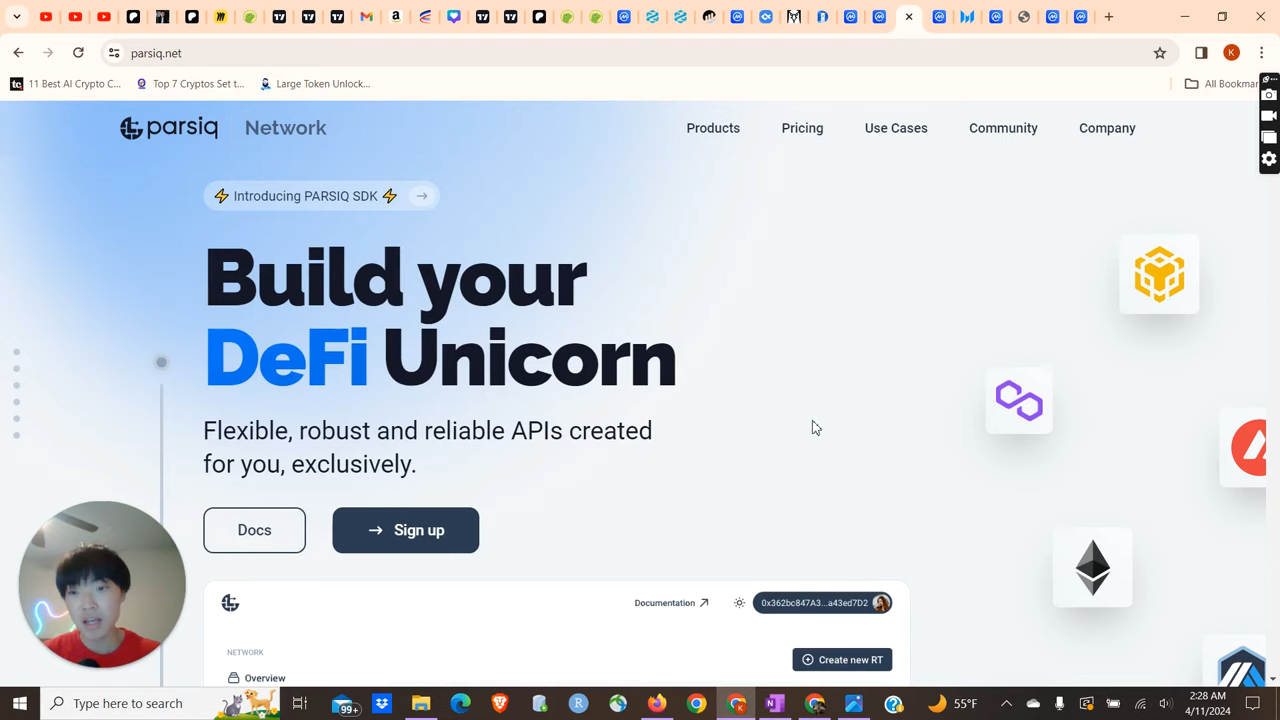 parsiq.net
11 Best AI Crypto C...
Top 7 Cryptos Set t...
Large Token Unlock...
All Bookmar
parsiq Network
Products
Pricing
Use Cases
Community
Company
⚡ Introducing PARSIQ SDK ⚡ →
Build your
DeFi Unicorn
Flexible, robust and reliable APIs created
for you, exclusively.
Docs
→ Sign up
Documentation
0x362bc847A3...a43ed7D2
NETWORK
Create new RT
Overview
Type here to search
99+
55°F
2:28 AM
4/11/2024